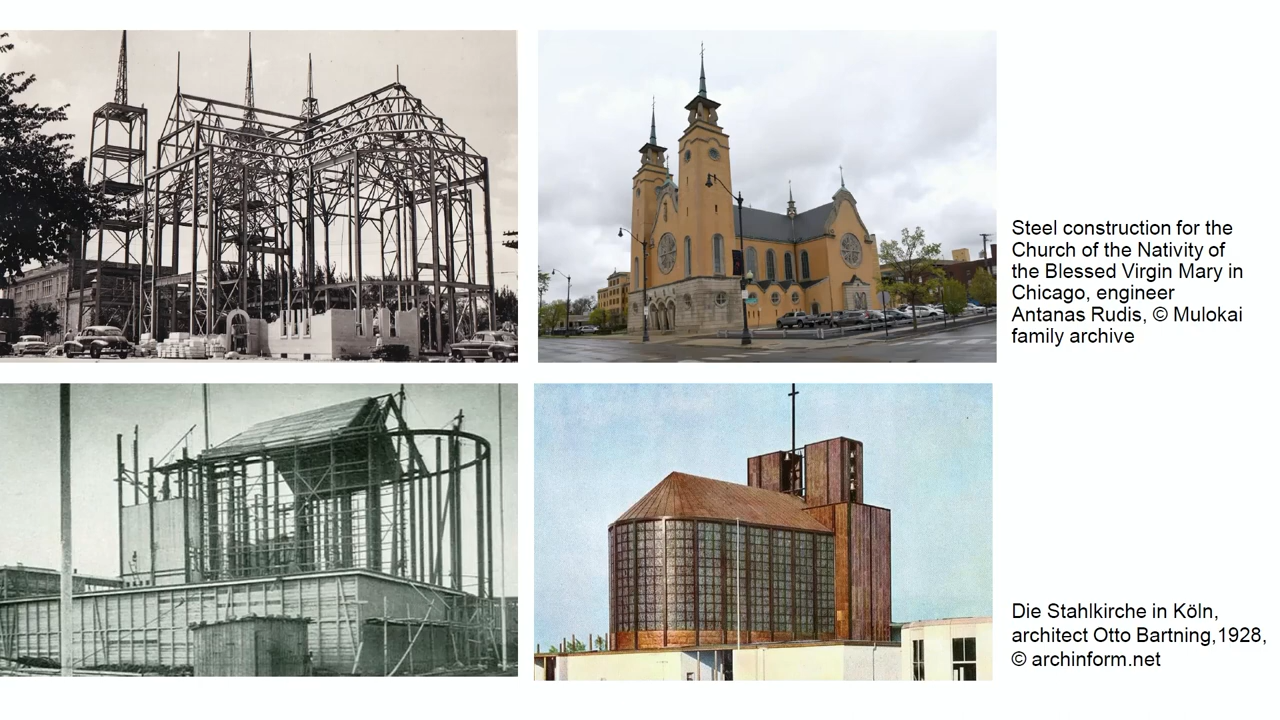 Steel construction for the
Church of the Nativity of
the Blessed Virgin Mary in
Chicago, engineer
Antanas Rudis, © Mulokai
family archive
Die Stahlkirche in Köln,
architect Otto Bartning,1928,
© archinform.net